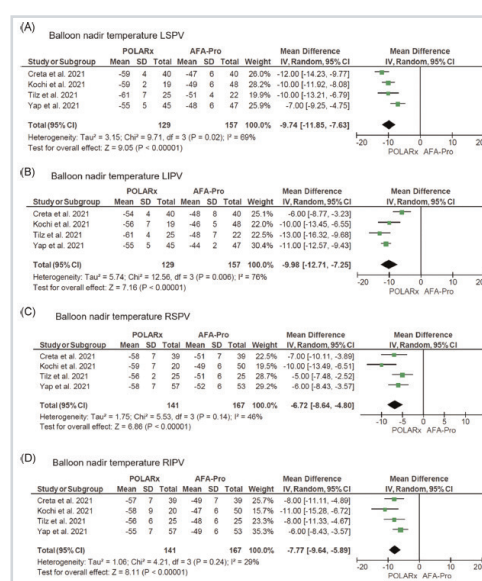 (A) Balloon nadir temperature LSPV
POLARx AFA-Pro Mean Difference Mean Difference
Study or Subgroup Mean SD Total Mean SD Total Weight IV, Random, 95% CI IV, Random, 95% CI
Creta et al. 2021 -59 4 40 -47 6 40 26.0% -12.00 [-14.23, -9.77]
Kochi et al. 2021 -59 2 19 -49 6 48 29.4% -10.00 [-11.92, -8.08]
Tilz et al. 2021 -61 7 25 -51 4 22 19.9% -10.00 [-13.21, -6.79]
Yap et al. 2021 -55 5 45 -48 6 47 -7.00 [-9.25, -4.75]
Total (95% CI) 129 157 100.0% -9.74 [-11.85, -7.63]
Heterogeneity: Tau² = 3.15; Chi² = 9.71, df = 3 (P = 0.02); I² = 69%
Test for overall effect: Z = 9.05 (P < 0.00001)
-20 -10 0 10 20
POLARx AFA-Pro
(B) Balloon nadir temperature LIPV
POLARx AFA-Pro Mean Difference Mean Difference
Study or Subgroup Mean SD Total Mean SD Total Weight IV, Random, 95% CI IV, Random, 95% CI
Creta et al. 2021 -54 4 40 -48 8 40 25.1% -6.00 [-8.77, -3.23]
Kochi et al. 2021 -56 7 19 -46 5 48 -10.00 [-13.45, -6.55]
Tilz et al. 2021 -61 4 25 -48 7 22 -13.00 [-16.32, -9.68]
Yap et al. 2021 -55 5 45 -44 2 47 -11.00 [-12.57, -9.43]
Total (95% CI) 129 157 100.0% -9.98 [-12.71, -7.25]
Heterogeneity: Tau² = 5.74; Chi² = 12.56, df = 3 (P = 0.006); I² = 76%
Test for overall effect: Z = 7.16 (P < 0.00001)
-20 -10 0 10 20
POLARx AFA-Pro
(C) Balloon nadir temperature RSPV
POLARx AFA-Pro Mean Difference Mean Difference
Study or Subgroup Mean SD Total Mean SD Total Weight IV, Random, 95% CI IV, Random, 95% CI
Creta et al. 2021 -58 7 39 -51 7 39 22.5% -7.00 [-10.11, -3.89]
Kochi et al. 2021 -59 7 20 -49 6 50 -10.00 [-13.49, -6.51]
Tilz et al. 2021 -56 2 25 -51 6 25 -5.00 [-7.48, -2.52]
Yap et al. 2021 -58 7 57 -52 6 53 -6.00 [-8.43, -3.57]
Total (95% CI) 141 167 100.0% -6.72 [-8.64, -4.80]
Heterogeneity: Tau² = 1.75; Chi² = 5.53, df = 3 (P = 0.14); I² = 46%
Test for overall effect: Z = 6.86 (P < 0.00001)
-20 -10 0 10 20
POLARx AFA-Pro
(D) Balloon nadir temperature RIPV
POLARx AFA-Pro Mean Difference Mean Difference
Study or Subgroup Mean SD Total Mean SD Total Weight IV, Random, 95% CI IV, Random, 95% CI
Creta et al. 2021 -57 7 39 -49 7 39 25.7% -8.00 [-11.11, -4.89]
Kochi et al. 2021 -58 9 20 -47 6 50 -11.00 [-15.28, -6.72]
Tilz et al. 2021 -56 6 25 -48 6 25 -8.00 [-11.33, -4.67]
Yap et al. 2021 -55 7 57 -49 6 53 -6.00 [-8.43, -3.57]
Total (95% CI) 141 167 100.0% -7.77 [-9.64, -5.89]
Heterogeneity: Tau² = 1.06; Chi² = 4.21, df = 3 (P = 0.24); I² = 29%
Test for overall effect: Z = 8.11 (P < 0.00001)
-20 -10 0 10 20
POLARx AFA-Pro